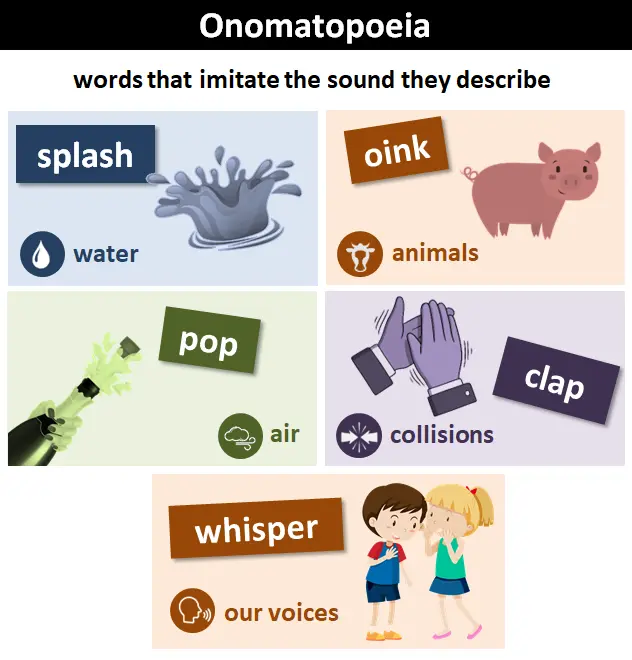 Onomatopoeia
words that imitate the sound they describe
splash
water
oink
animals
pop
air
clap
collisions
whisper
our voices